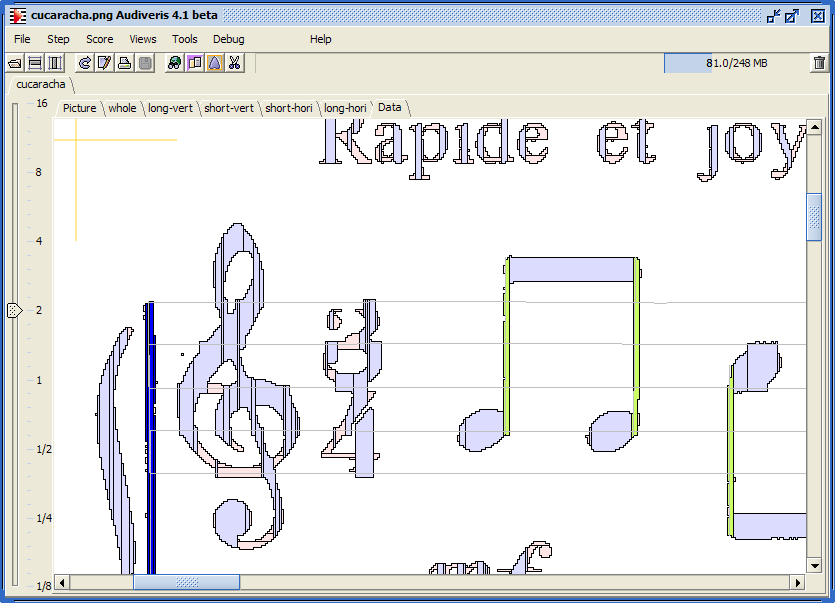 cucaracha.png Audiveris 4.1 beta
File Step Score Views Tools Debug Help
81.0/248 MB
cucaracha
16 Picture whole long-vert short-vert short-hori long-hori Data
Rapide et joy
8
4
2
3
1
4
1/2
1/4
mf
1/8